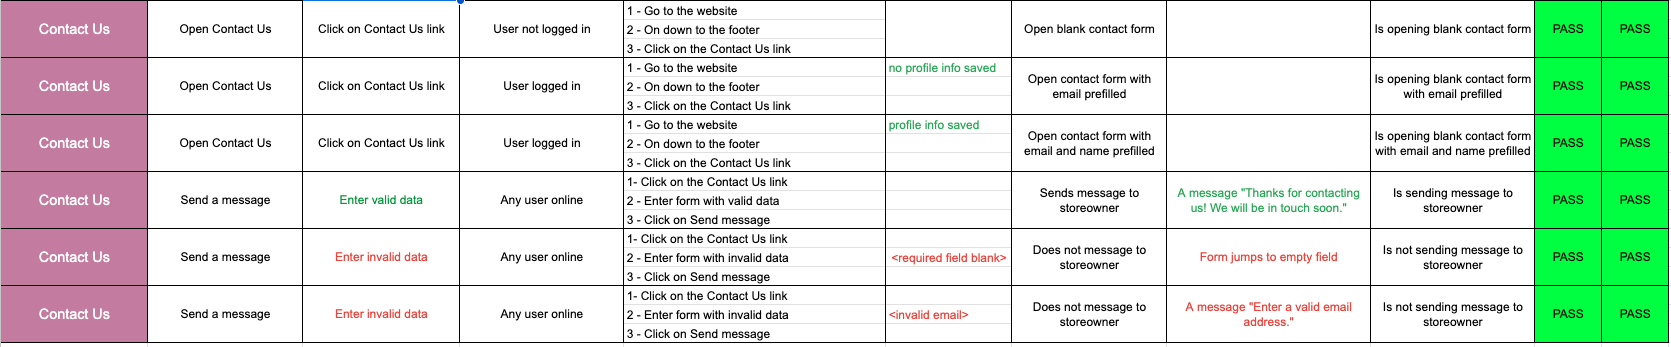 Contact Us
Open Contact Us
Click on Contact Us link
User not logged in
1 - Go to the website
2 - On down to the footer
3 - Click on the Contact Us link
Open blank contact form
Is opening blank contact form
PASS
PASS
Contact Us
Open Contact Us
Click on Contact Us link
User logged in
1 - Go to the website
2 - On down to the footer
3 - Click on the Contact Us link
no profile info saved
Open contact form with
email prefilled
Is opening blank contact form
with email prefilled
PASS
PASS
Contact Us
Open Contact Us
Click on Contact Us link
User logged in
1 - Go to the website
2 - On down to the footer
3 - Click on the Contact Us link
profile info saved
Open contact form with
email and name prefilled
Is opening blank contact form
with email and name prefilled
PASS
PASS
Contact Us
Send a message
Enter valid data
Any user online
1- Click on the Contact Us link
2 - Enter form with valid data
3 - Click on Send message
Sends message to
storeowner
A message "Thanks for contacting
us! We will be in touch soon."
Is sending message to
storeowner
PASS
PASS
Contact Us
Send a message
Enter invalid data
Any user online
1- Click on the Contact Us link
2 - Enter form with invalid data
3 - Click on Send message
<required field blank>
Does not message to
storeowner
Form jumps to empty field
Is not sending message to
storeowner
PASS
PASS
Contact Us
Send a message
Enter invalid data
Any user online
1- Click on the Contact Us link
2 - Enter form with invalid data
3 - Click on Send message
<invalid email>
Does not message to
storeowner
A message "Enter a valid email
address."
Is not sending message to
storeowner
PASS
PASS